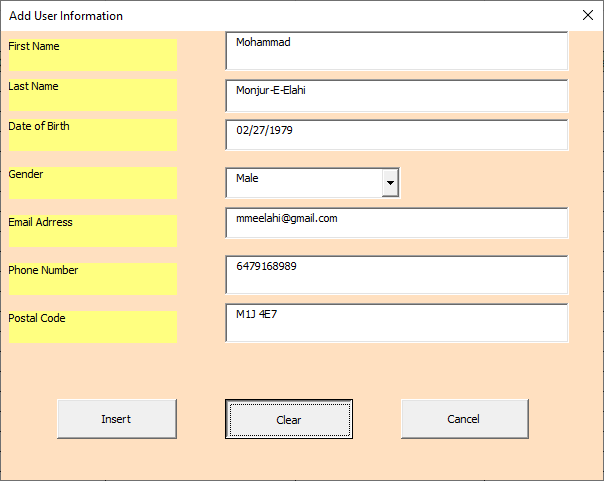 Add User Information
First Name Mohammad
Last Name Monjur-E-Elahi
Date of Birth 02/27/1979
Gender Male
Email Adrress mmeelahi@gmail.com
Phone Number 6479168989
Postal Code M1J 4E7
Insert Clear Cancel